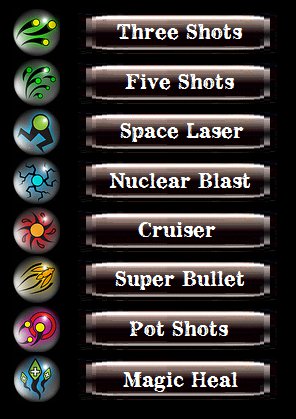 Three Shots
Five Shots
Space Laser
Nuclear Blast
Cruiser
Super Bullet
Pot Shots
Magic Heal